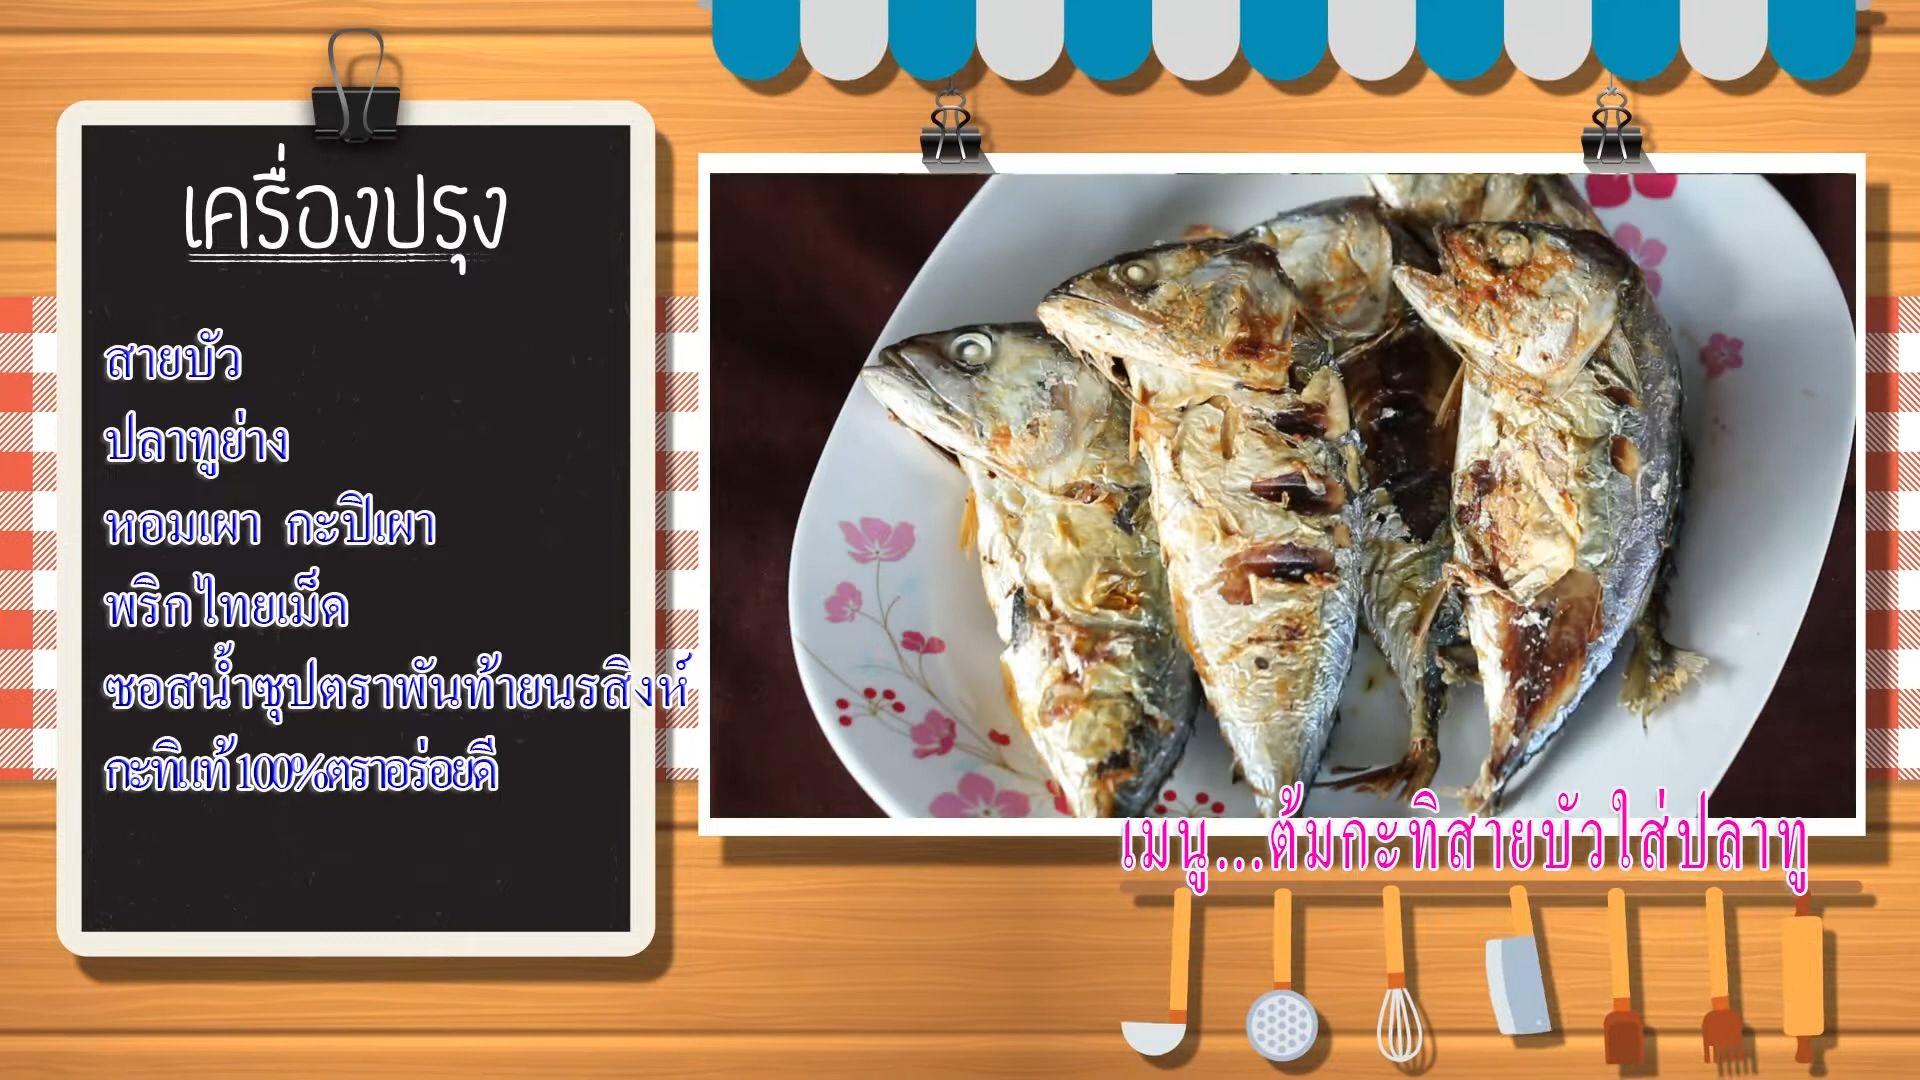 เครื่องปรุง
สายบัว
ปลาทูย่าง
หอมเผา กะปิเผา
พริกไทยเม็ด
ซอสน้ำซุปตราพันท้ายนรสิงห์
กะทิแท้ 100%ตราอร่อยดี
เมนู...ต้มกะทิสายบัวใส่ปลาทู